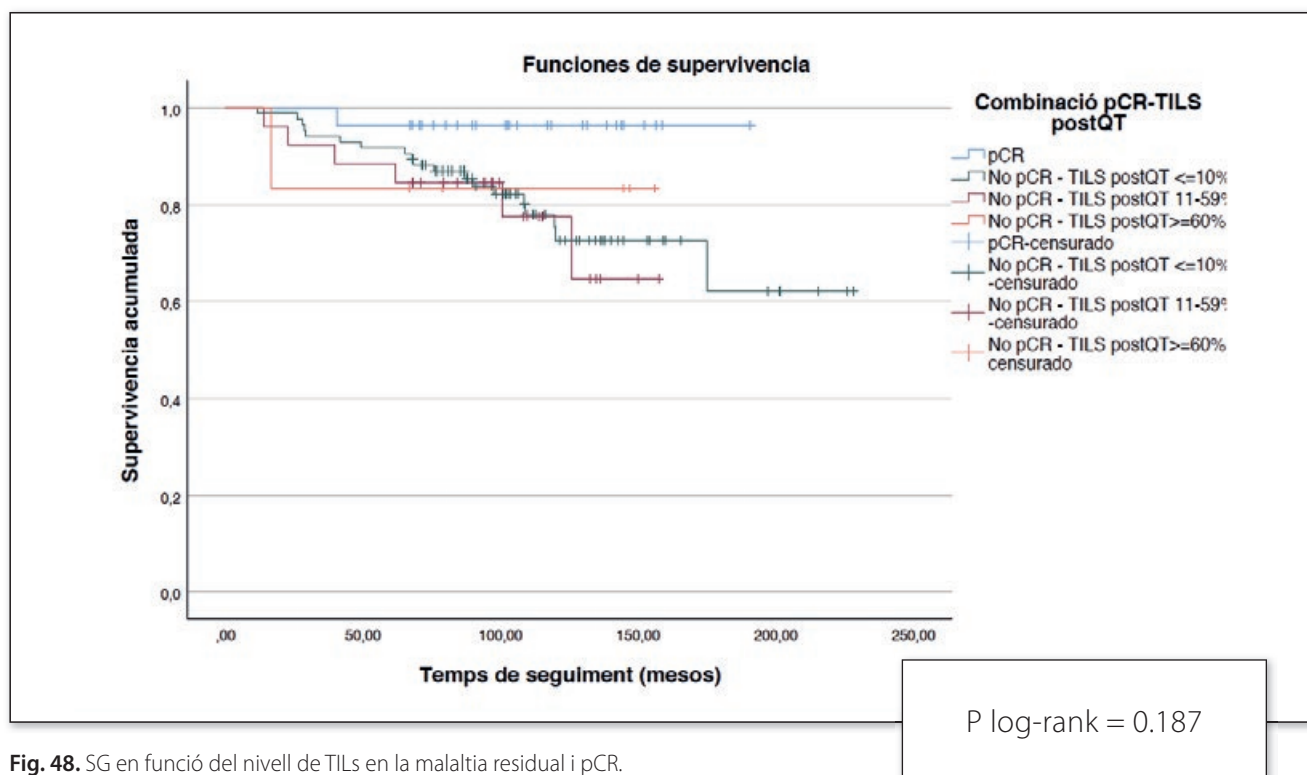 Funciones de supervivencia
Combinació pCR-TILS
postQT
pCR
No pCR - TILS postQT <=10%
No pCR - TILS postQT 11-59%
No pCR - TILS postQT>=60%
pCR-censurado
No pCR - TILS postQT <=10%
-censurado
No pCR - TILS postQT 11-59%
-censurado
No pCR - TILS postQT>=60%
censurado
Supervivencia acumulada
1,0
0,8
0,6
0,4
0,2
0,0
,00 50,00 100,00 150,00 200,00 250,00
Temps de seguiment (mesos)
P log-rank = 0.187
Fig. 48. SG en funció del nivell de TILs en la malaltia residual i pCR.